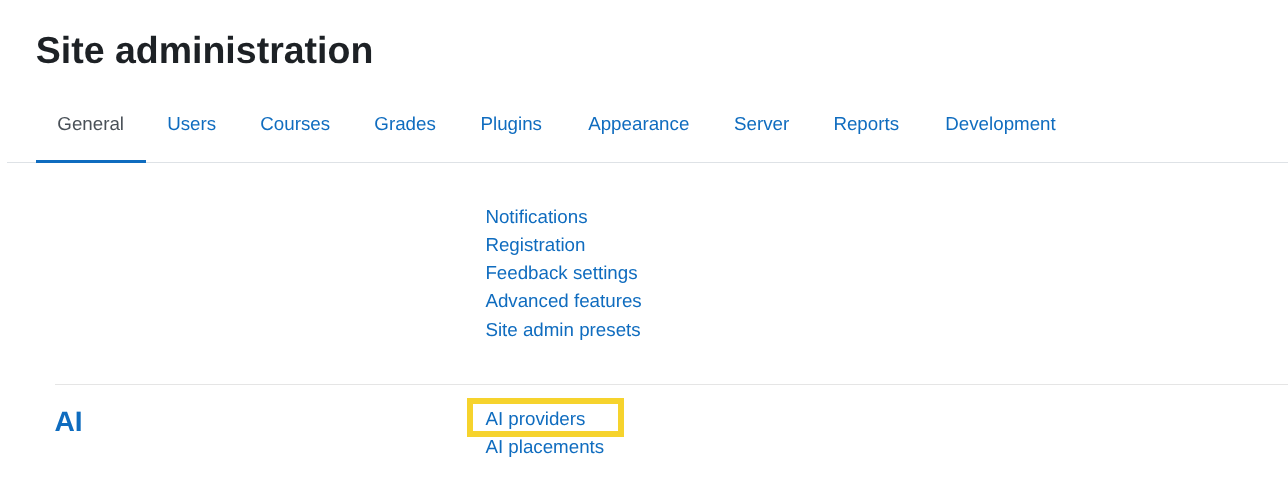 Site administration
General Users Courses Grades Plugins Appearance Server Reports Development
Notifications
Registration
Feedback settings
Advanced features
Site admin presets
AI
AI providers
AI placements